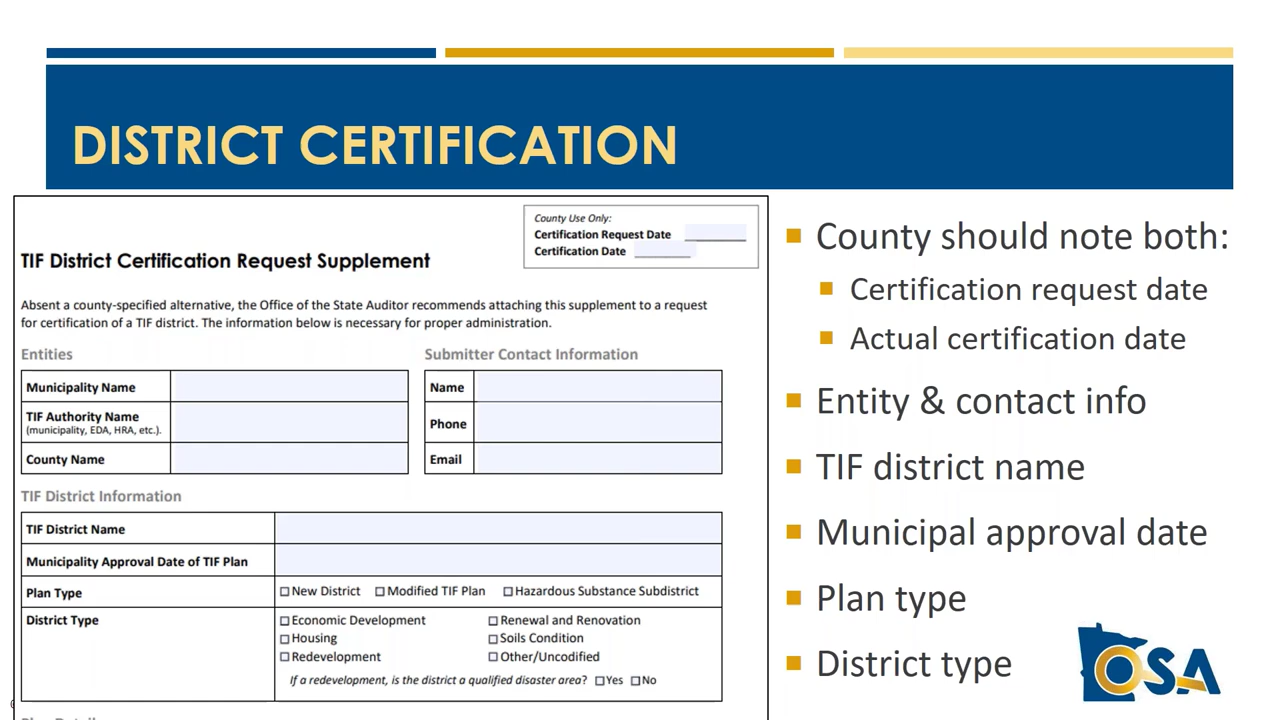 DISTRICT CERTIFICATION
County Use Only:
Certification Request Date
Certification Date
TIF District Certification Request Supplement
Absent a county-specified alternative, the Office of the State Auditor recommends attaching this supplement to a request
for certification of a TIF district. The information below is necessary for proper administration.
Entities
Municipality Name
TIF Authority Name
(municipality, EDA, HRA, etc.).
County Name
Submitter Contact Information
Name
Phone
Email
TIF District Information
TIF District Name
Municipality Approval Date of TIF Plan
Plan Type
New District Modified TIF Plan Hazardous Substance Subdistrict
District Type
Economic Development Renewal and Renovation
Housing Soils Condition
Redevelopment Other/Uncodified
If a redevelopment, is the district a qualified disaster area? Yes No
County should note both:
Certification request date
Actual certification date
Entity & contact info
TIF district name
Municipal approval date
Plan type
District type
OSA